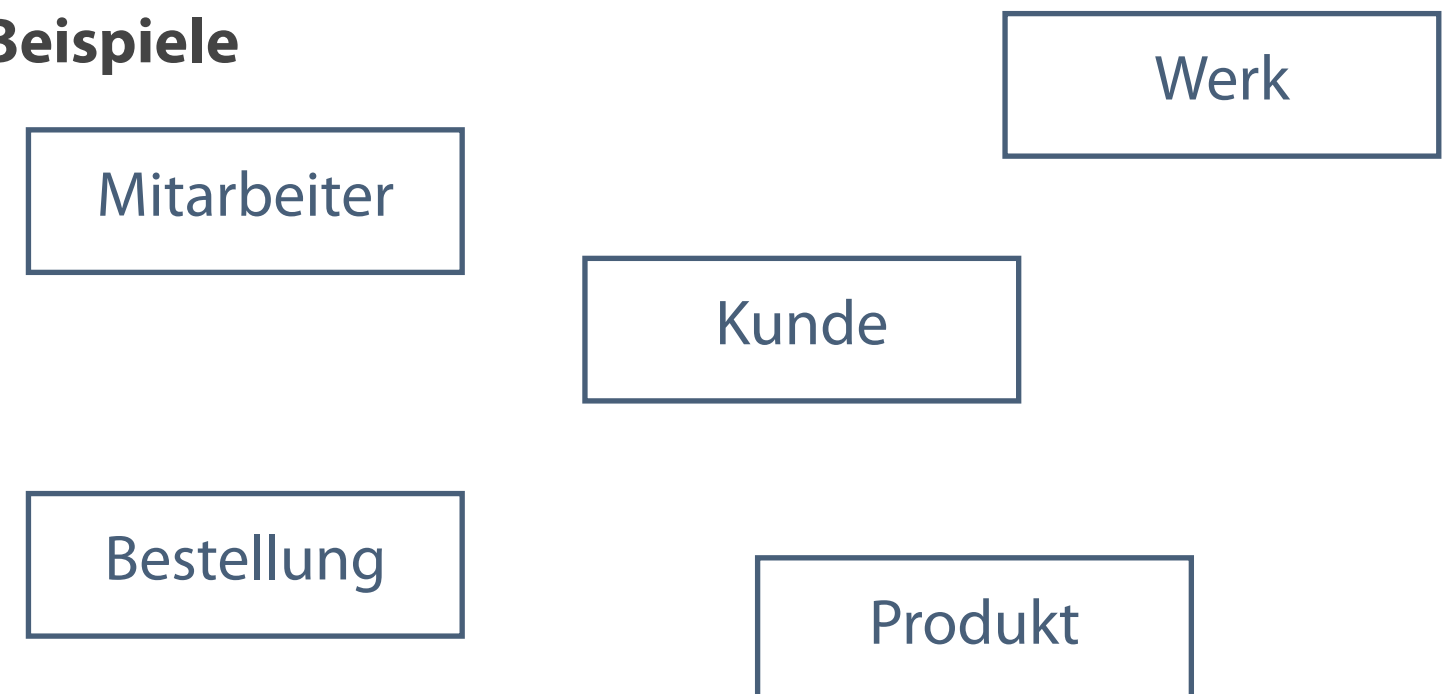 Beispiele
Werk
Mitarbeiter
Kunde
Bestellung
Produkt